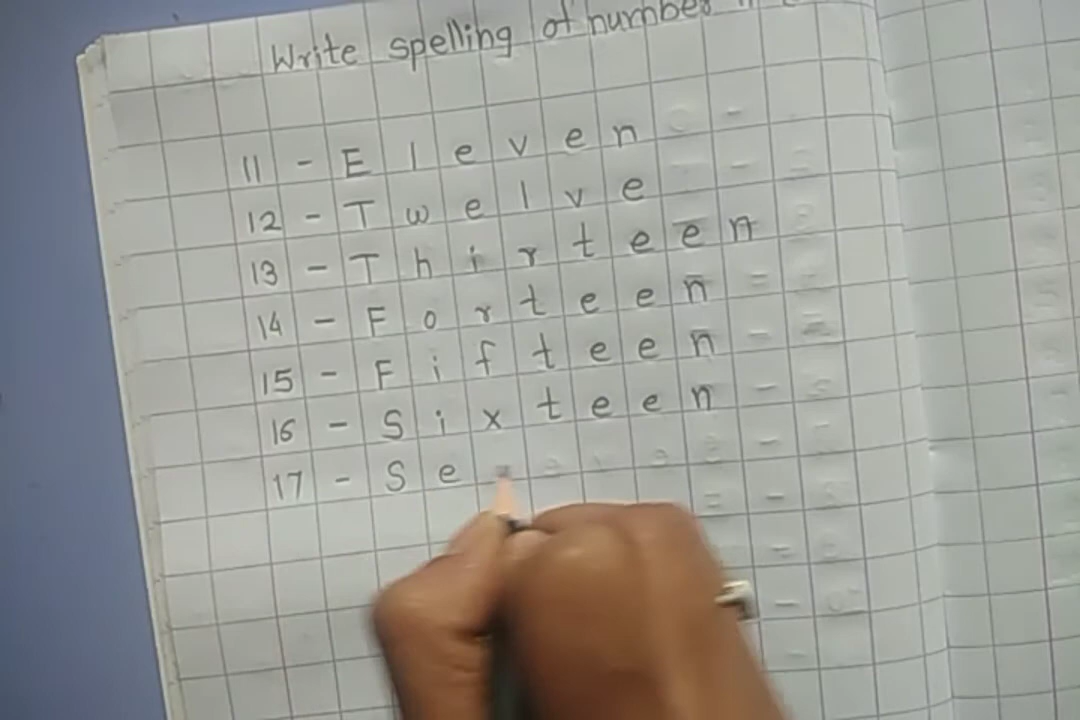 Write spelling of number
11 - Eleven
12 - Twelve
13 - Thirteen
14 - Forteen
15 - Fifteen
16 - Sixteen
17 - Se